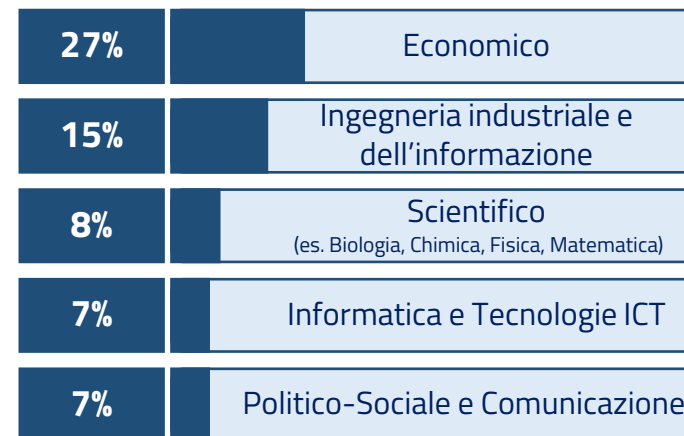 27% Economico
15% Ingegneria industriale e
dell'informazione
8% Scientifico
(es. Biologia, Chimica, Fisica, Matematica)
7% Informatica e Tecnologie ICT
7% Politico-Sociale e Comunicazione